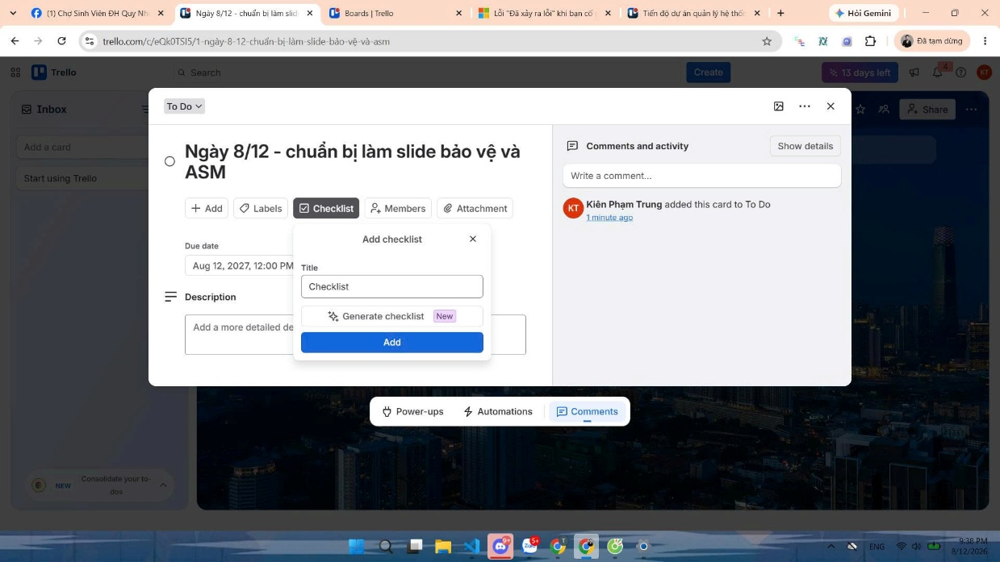 (1) Chợ Sinh Viên ĐH Quy Nh
Ngày 8/12 - chuẩn bị làm slid
Boards | Trello
Lỗi "Đã xảy ra lỗi" khi bạn cố
Tiến độ dự án quản lý hệ thốn
Hỏi Gemini
trello.com/c/eQk0TSl5/1-ngày-8-12-chuẩn-bị-làm-slide-bảo-vệ-và-asm
Đã tạm dừng
Trello
Search
Create
13 days left
4
KT
Inbox
Share
Add a card
Start using Trello
NEW
Consolidate your to-dos
To Do
Ngày 8/12 - chuẩn bị làm slide bảo vệ và
ASM
Add
Labels
Checklist
Members
Attachment
Due date
Aug 12, 2027, 12:00 PM
Description
Add a more detailed de
Add checklist
Title
Checklist
Generate checklist
New
Add
Comments and activity
Show details
Write a comment...
KT
Kiên Phạm Trung added this card to To Do
1 minute ago
Power-ups
Automations
Comments
9+
Zalo
5+
ENG
9:38 PM
8/12/2026